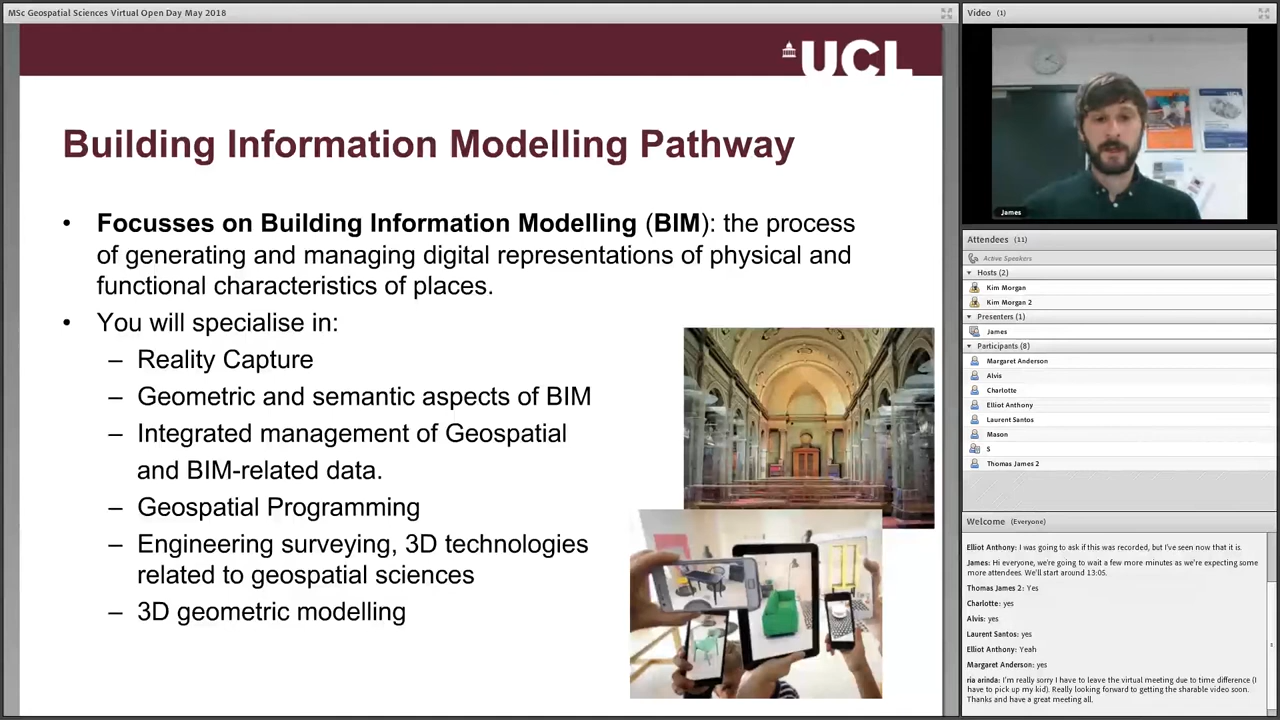 MSc Geospatial Sciences Virtual Open Day May 2018
UCL
Building Information Modelling Pathway
• Focusses on Building Information Modelling (BIM): the process
of generating and managing digital representations of physical and
functional characteristics of places.
• You will specialise in:
– Reality Capture
– Geometric and semantic aspects of BIM
– Integrated management of Geospatial
and BIM-related data.
– Geospatial Programming
– Engineering surveying, 3D technologies
related to geospatial sciences
– 3D geometric modelling
Video (1)
James
Attendees (11)
Active Speakers
Hosts (2)
Kim Morgan
Kim Morgan 2
Presenters (1)
James
Participants (8)
Margaret Anderson
Alvis
Charlotte
Elliot Anthony
Laurent Santos
Mason
S
Thomas James 2
Welcome (Everyone)
Elliot Anthony: I was going to ask if this was recorded, but I've seen now that it is.
James: Hi everyone, we're going to wait a few more minutes as we're expecting some
more attendees. We'll start around 13:05.
Thomas James 2: Yes
Charlotte: yes
Alvis: yes
Laurent Santos: yes
Elliot Anthony: Yeah
Margaret Anderson: yes
ria arinda: I'm really sorry I have to leave the virtual meeting due to time difference (I
have to pick up my kid). Really looking forward to getting the sharable video soon.
Thanks and have a great meeting all.